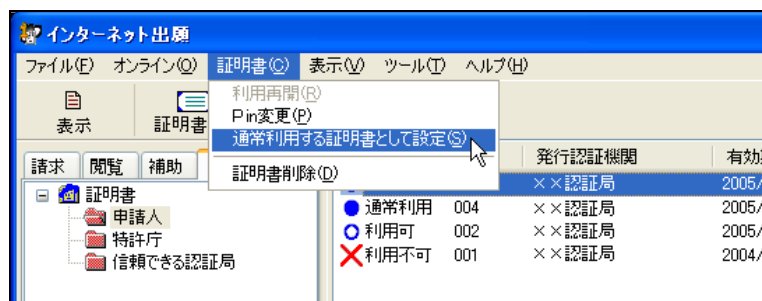 インターネット出願
ファイル(F) オンライン(O) 証明書(C) 表示(V) ツール(T) ヘルプ(H)
利用再開(R)
Pin変更(P)
通常利用する証明書として設定(S)
証明書削除(D)
表示 証明書
請求 閲覧 補助 発行認証機関 有効
証明書 ××認証局 2005/
申請人 通常利用 004 ××認証局 2005/
特許庁 利用可 002 ××認証局 2005/
信頼できる認証局 利用不可 001 ××認証局 2004/